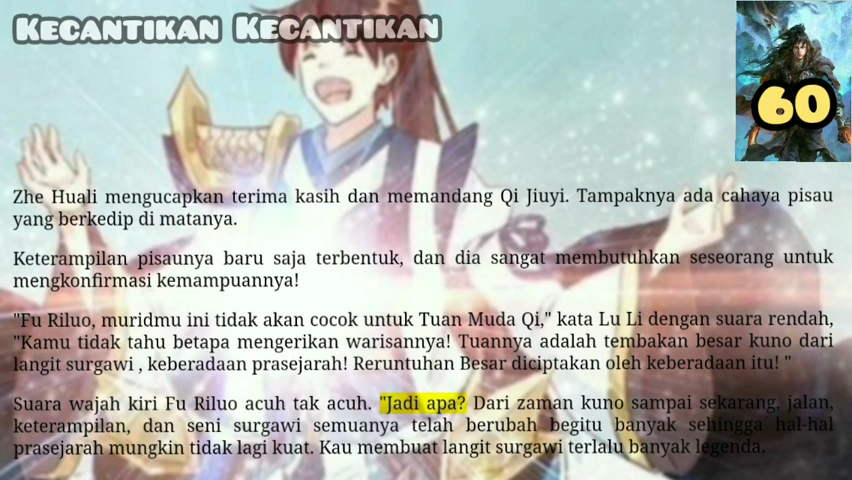 Kecantikan Kecantikan
60
Zhe Huali mengucapkan terima kasih dan memandang Qi Jiuyi. Tampaknya ada cahaya pisau
yang berkedip di matanya.
Keterampilan pisaunya baru saja terbentuk, dan dia sangat membutuhkan seseorang untuk
mengkonfirmasi kemampuannya!
"Fu Riluo, muridmu ini tidak akan cocok untuk Tuan Muda Qi," kata Lu Li dengan suara rendah,
"Kamu tidak tahu betapa mengerikan warisannya! Tuannya adalah tembakan besar kuno dari
langit surgawi , keberadaan prasejarah! Reruntuhan Besar diciptakan oleh keberadaan itu! "
Suara wajah kiri Fu Riluo acuh tak acuh. "Jadi apa? Dari zaman kuno sampai sekarang, jalan,
keterampilan, dan seni surgawi semuanya telah berubah begitu banyak sehingga hal-hal
prasejarah mungkin tidak lagi kuat. Kau membuat langit surgawi terlalu banyak legenda.